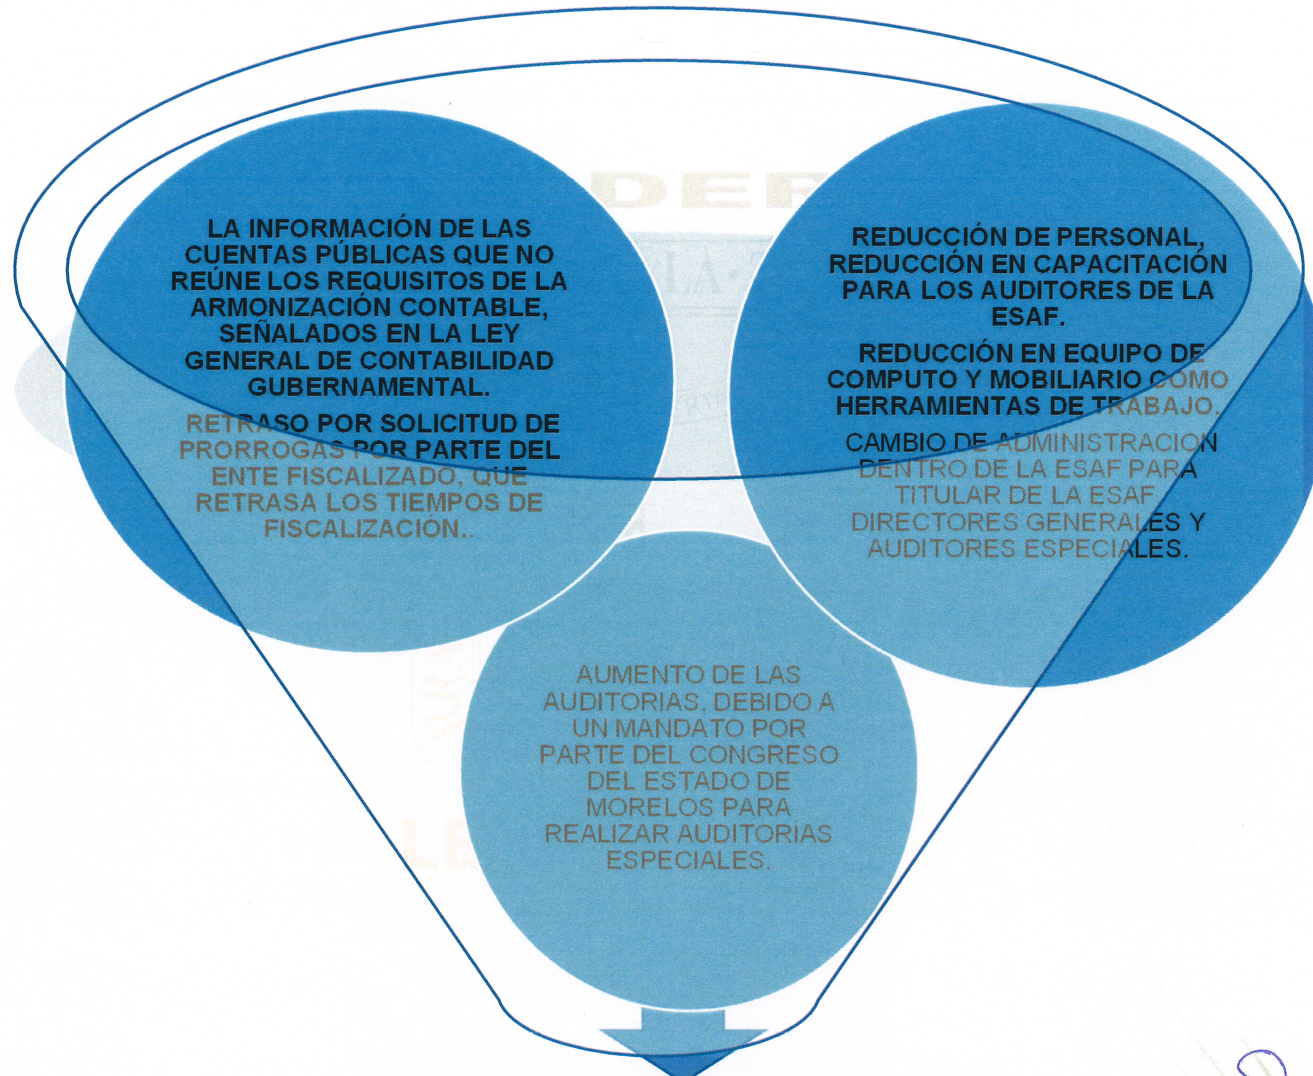 DER
LA
LA INFORMACIÓN DE LAS
CUENTAS PÚBLICAS QUE NO
REÚNE LOS REQUISITOS DE LA
ARMONIZACIÓN CONTABLE,
SEÑALADOS EN LA LEY
GENERAL DE CONTABILIDAD
GUBERNAMENTAL.
RETRASO POR SOLICITUD DE
PRORROGAS POR PARTE DEL
ENTE FISCALIZADO, QUE
RETRASA LOS TIEMPOS DE
FISCALIZACIÓN..
REDUCCIÓN DE PERSONAL,
REDUCCIÓN EN CAPACITACIÓN
PARA LOS AUDITORES DE LA
ESAF.
REDUCCIÓN EN EQUIPO DE
COMPUTO Y MOBILIARIO COMO
HERRAMIENTAS DE TRABAJO.
CAMBIO DE ADMINISTRACION
DENTRO DE LA ESAF PARA
TITULAR DE LA ESAF,
DIRECTORES GENERALES Y
AUDITORES ESPECIALES.
AUMENTO DE LAS
AUDITORIAS, DEBIDO A
UN MANDATO POR
PARTE DEL CONGRESO
DEL ESTADO DE
MORELOS PARA
REALIZAR AUDITORÍAS
ESPECIALES.
LE